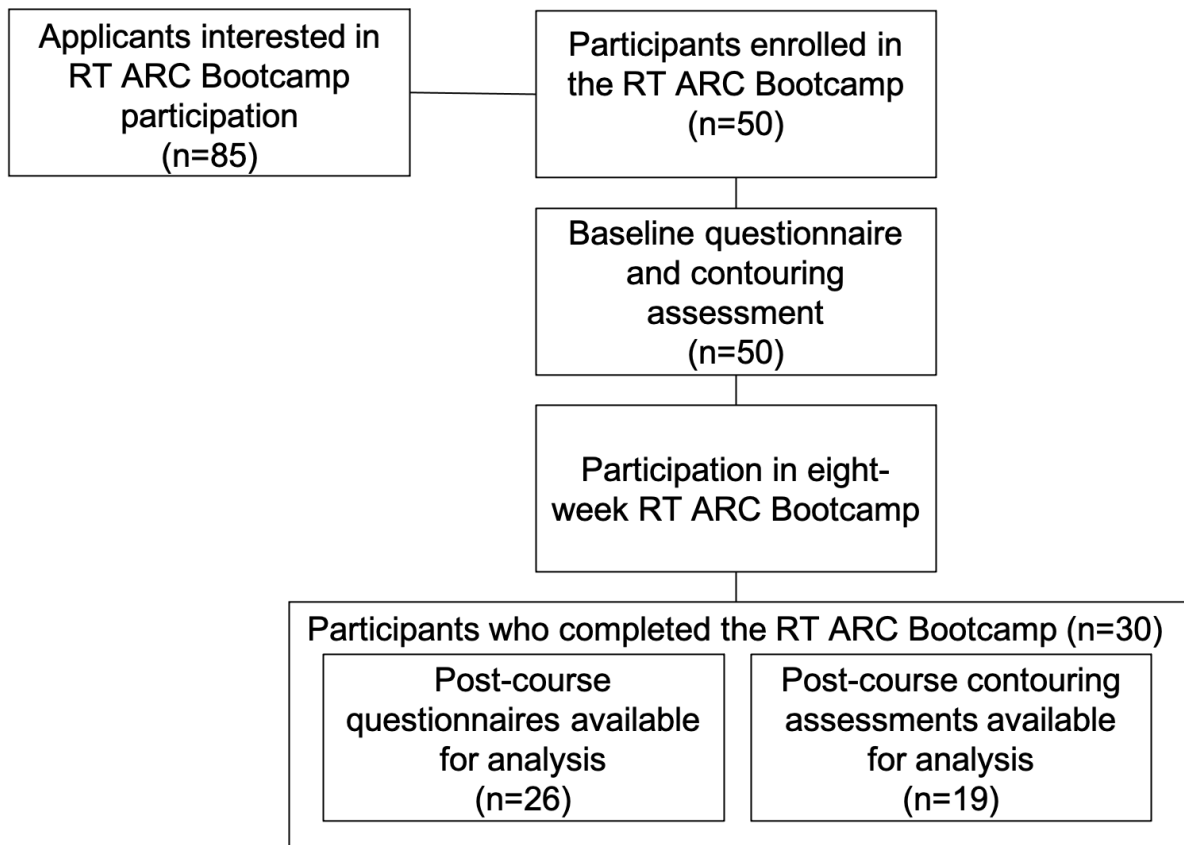 Applicants interested in
RT ARC Bootcamp
participation
(n=85)
Participants enrolled in
the RT ARC Bootcamp
(n=50)
Baseline questionnaire
and contouring
assessment
(n=50)
Participation in eight-
week RT ARC Bootcamp
Participants who completed the RT ARC Bootcamp (n=30)
Post-course
questionnaires available
for analysis
(n=26)
Post-course contouring
assessments available
for analysis
(n=19)